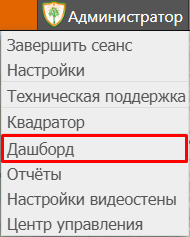 Администратор
Завершить сеанс
Настройки
Техническая поддержка
Квадратор
Дашборд
Отчёты
Настройки видеостены
Центр управления